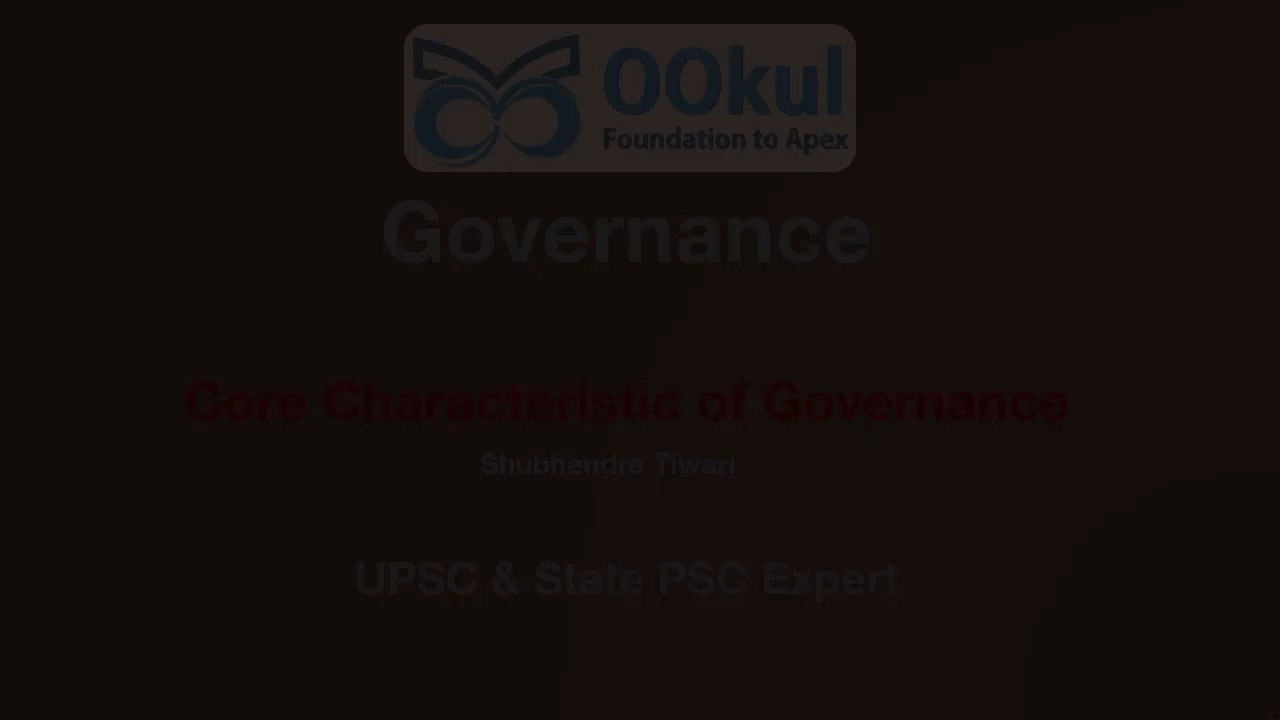 OOkul
Foundation to Apex
Governance
Core Characteristic of Governance
Shubhendra Tiwari
UPSC & State PSC Expert